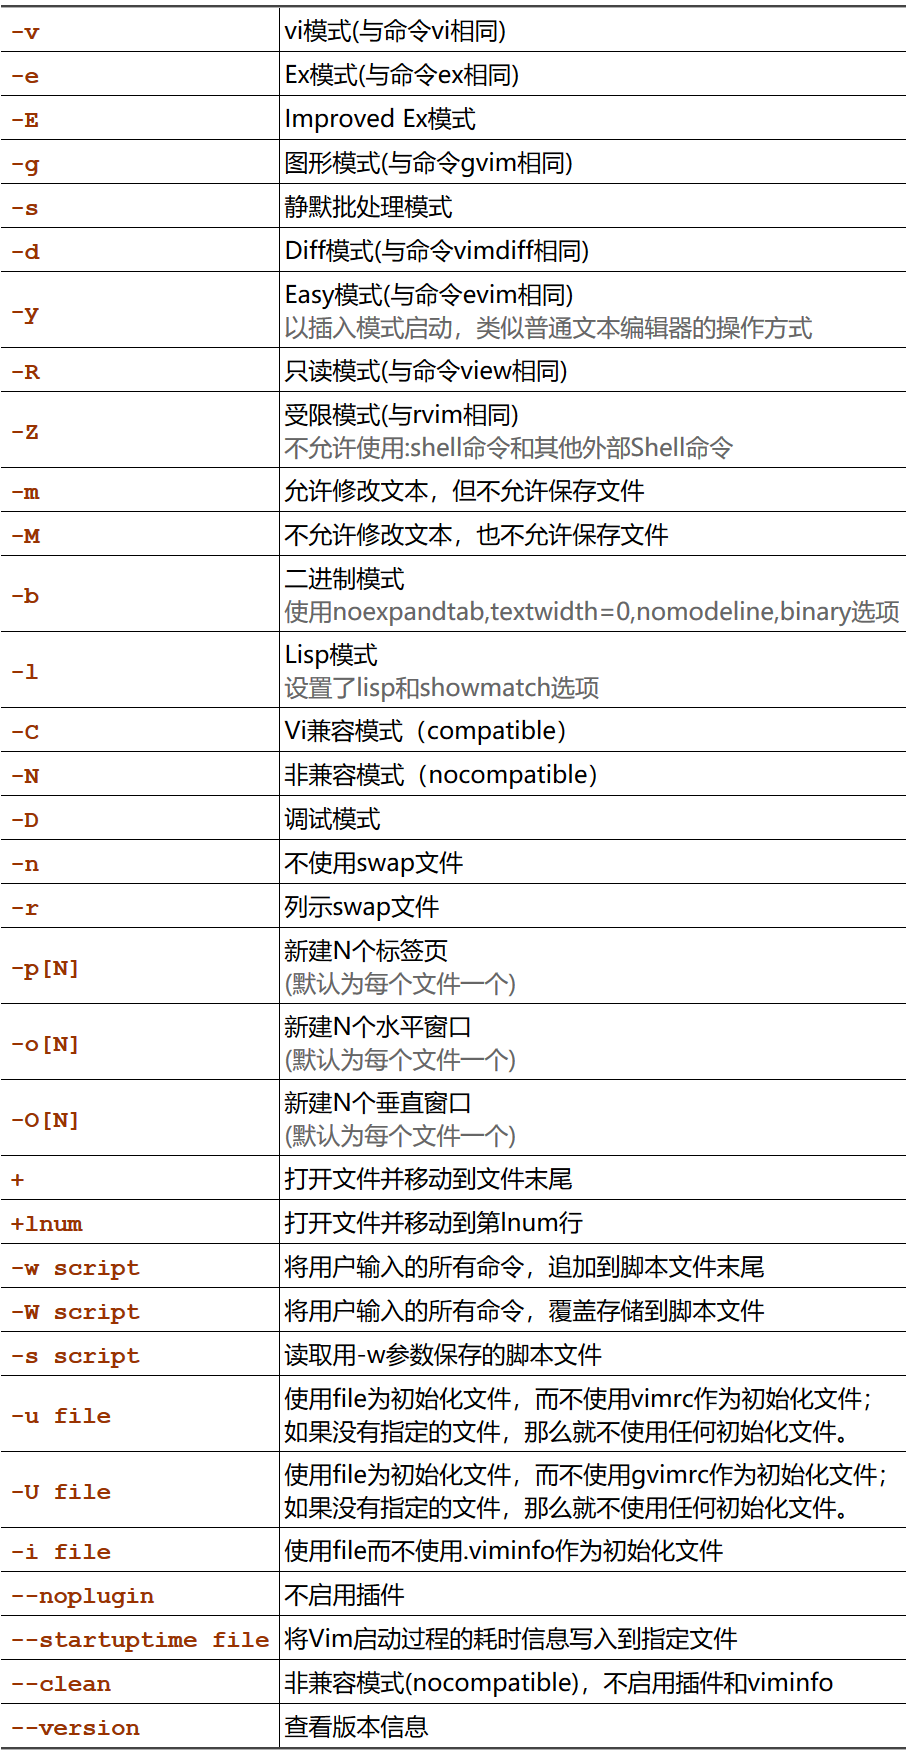 -v vi模式(与命令vi相同)
-e Ex模式(与命令ex相同)
-E Improved Ex模式
-g 图形模式(与命令gvim相同)
-s 静默批处理模式
-d Diff模式(与命令vimdiff相同)
-y Easy模式(与命令evim相同)
以插入模式启动，类似普通文本编辑器的操作方式
-R 只读模式(与命令view相同)
-Z 受限模式(与rvim相同)
不允许使用:shell命令和其他外部Shell命令
-m 允许修改文本，但不允许保存文件
-M 不允许修改文本，也不允许保存文件
-b 二进制模式
使用noexpandtab,textwidth=0,nomodeline,binary选项
-l Lisp模式
设置了lisp和showmatch选项
-C Vi兼容模式（compatible）
-N 非兼容模式（nocompatible）
-D 调试模式
-n 不使用swap文件
-r 列示swap文件
-p[N] 新建N个标签页
(默认为每个文件一个)
-o[N] 新建N个水平窗口
(默认为每个文件一个)
-O[N] 新建N个垂直窗口
(默认为每个文件一个)
+ 打开文件并移动到文件末尾
+lnum 打开文件并移动到第lnum行
-w script 将用户输入的所有命令，追加到脚本文件末尾
-W script 将用户输入的所有命令，覆盖存储到脚本文件
-s script 读取用-w参数保存的脚本文件
-u file 使用file为初始化文件，而不使用vimrc作为初始化文件；
如果没有指定的文件，那么就不使用任何初始化文件。
-U file 使用file为初始化文件，而不使用gvimrc作为初始化文件；
如果没有指定的文件，那么就不使用任何初始化文件。
-i file 使用file而不使用.viminfo作为初始化文件
--noplugin 不启用插件
--startuptime file 将Vim启动过程的耗时信息写入到指定文件
--clean 非兼容模式(nocompatible)，不启用插件和viminfo
--version 查看版本信息